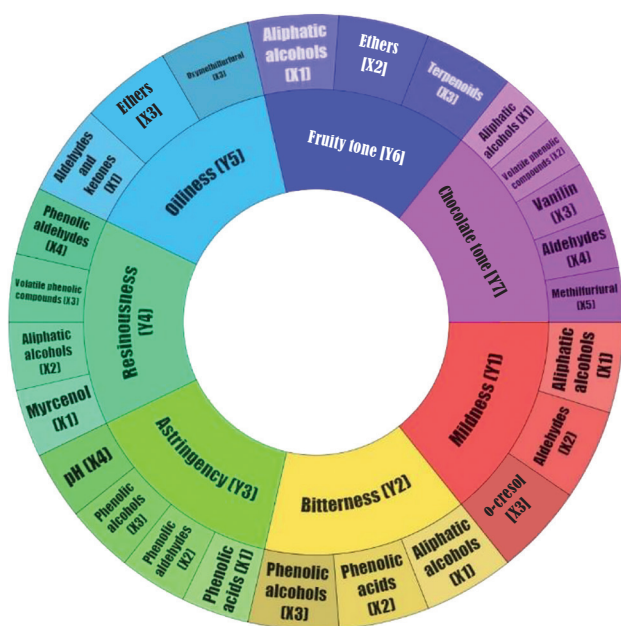 Aliphatic
alcohols
(X1)
Ethers
[X2]
Terpenoids
(X3)
Fruity tone [Y6]
Aliphatic
alcohols (X1)
Volatile phenolic
compounds (X2)
Vanilin
(X3)
Aldehydes
(X4)
Methilfurfural
(X5)
Chocolate tone [Y7]
Aliphatic
alcohols
(X1)
Aldehydes
(X2)
o-cresol
[X3]
Mildness (Y1)
Aliphatic
alcohols
(X1)
Phenolic
acids
(X2)
Phenolic
alcohols
(X3)
Bitterness (Y2)
Phenolic
acids (X1)
Phenolic
aldehydes
(X2)
Phenolic
alcohols
(X3)
pH (X4)
Astringency (Y3)
Myrcenol
(X1)
Aliphatic
alcohols
(X2)
Volatile phenolic
compounds (X3)
Phenolic
aldehydes
(X4)
Resinousness
(Y4)
Aldehydes
and
ketones
(X1)
Ethers
[X3]
Oxymethilfurfural
(X3)
Oiliness (Y5)